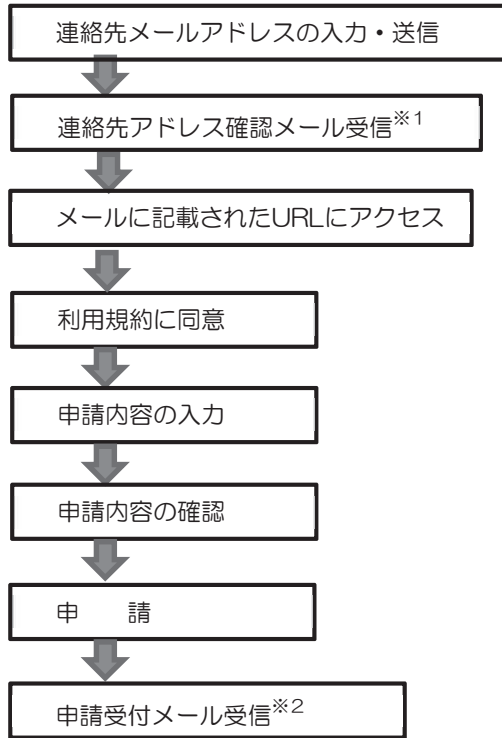 連絡先メールアドレスの入力・送信
連絡先アドレス確認メール受信※1
メールに記載されたURLにアクセス
利用規約に同意
申請内容の入力
申請内容の確認
申　　請
申請受付メール受信※2